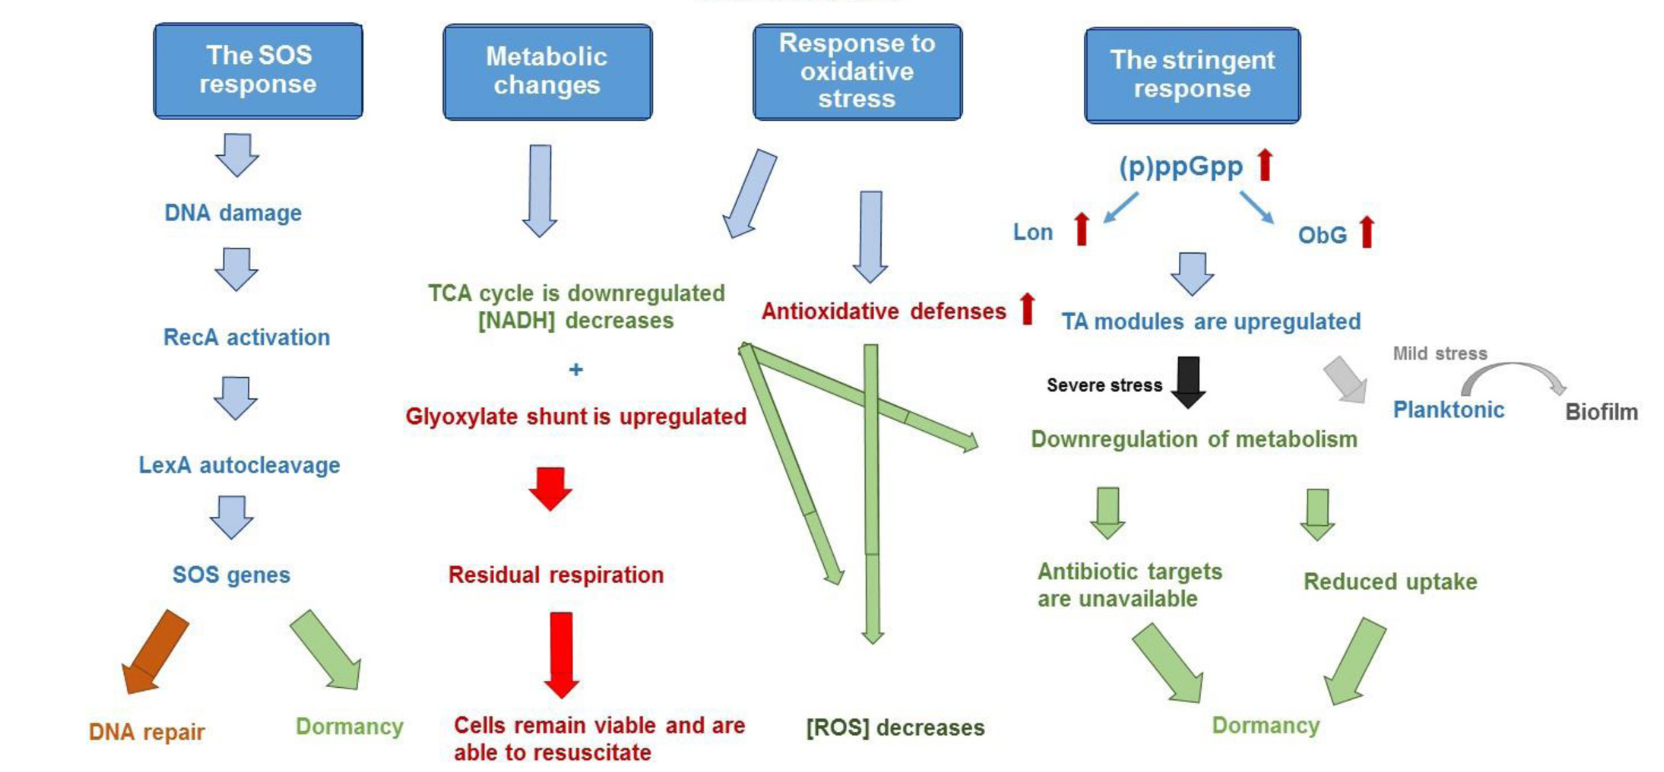 The SOS
response
Metabolic
changes
Response to
oxidative
stress
The stringent
response
(p)ppGpp
Lon
ObG
DNA damage
RecA activation
LexA autocleavage
SOS genes
DNA repair
Dormancy
TCA cycle is downregulated
[NADH] decreases
+
Glyoxylate shunt is upregulated
Residual respiration
Cells remain viable and are
able to resuscitate
Antioxidative defenses
[ROS] decreases
TA modules are upregulated
Severe stress
Mild stress
Planktonic
Biofilm
Downregulation of metabolism
Antibiotic targets
are unavailable
Reduced uptake
Dormancy